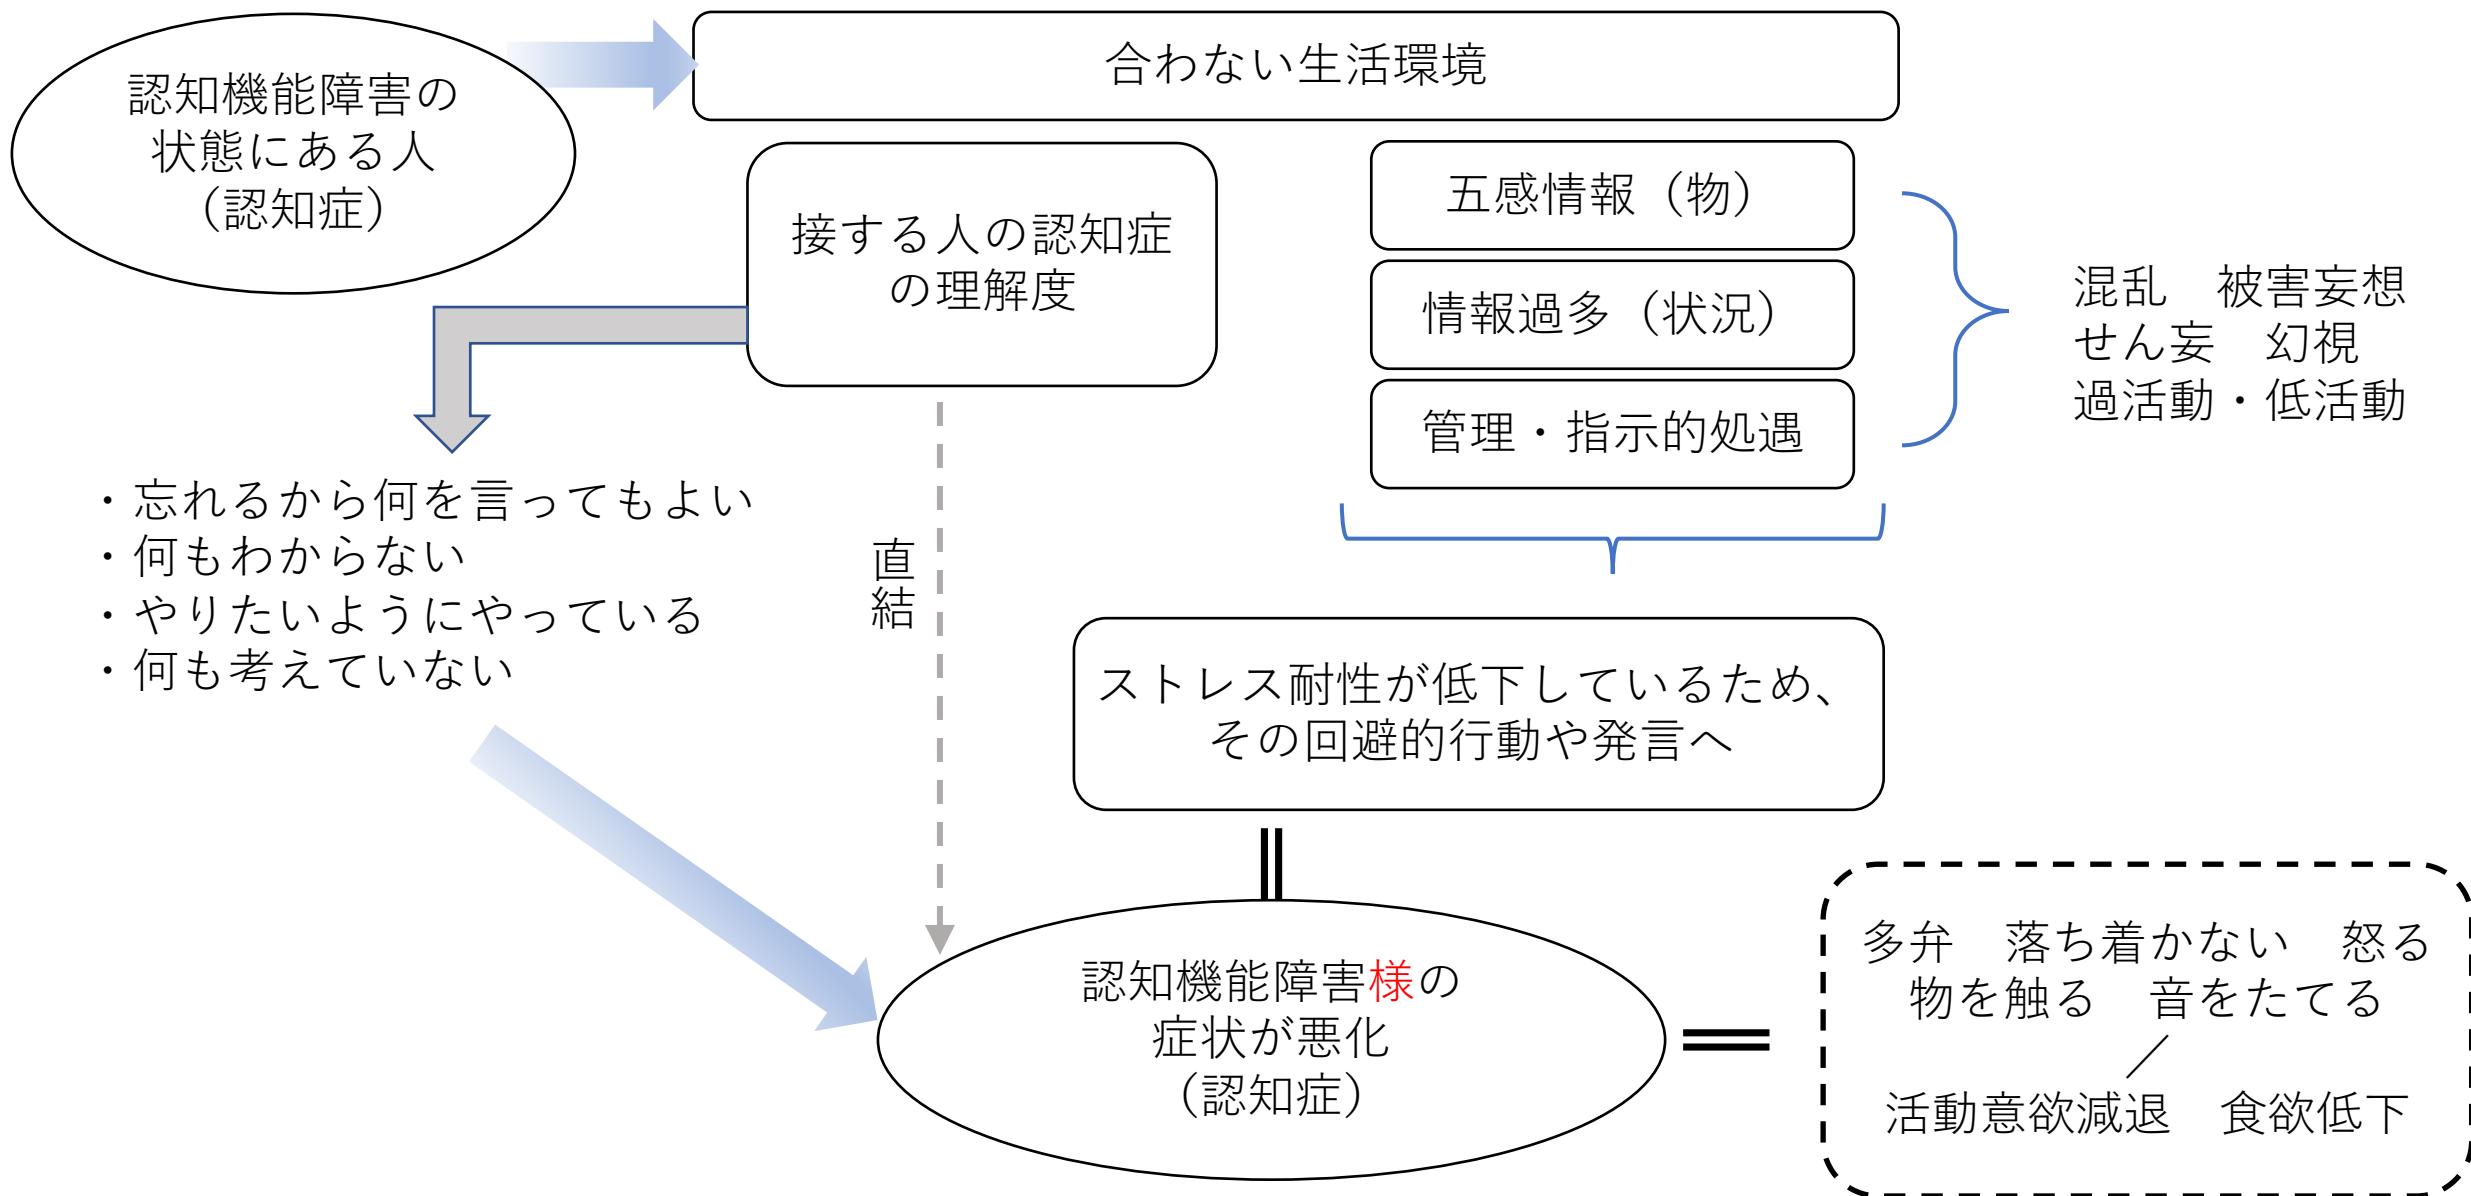 認知機能障害の
状態にある人
（認知症）
合わない生活環境
接する人の認知症
の理解度
五感情報（物）
情報過多（状況）
管理・指示的処遇
混乱　被害妄想
せん妄　幻視
過活動・低活動
・忘れるから何を言ってもよい
・何もわからない
・やりたいようにやっている
・何も考えていない
直結
ストレス耐性が低下しているため、
その回避的行動や発言へ
認知機能障害様の
症状が悪化
（認知症）
多弁　落ち着かない　怒る
物を触る　音をたてる
／
活動意欲減退　食欲低下